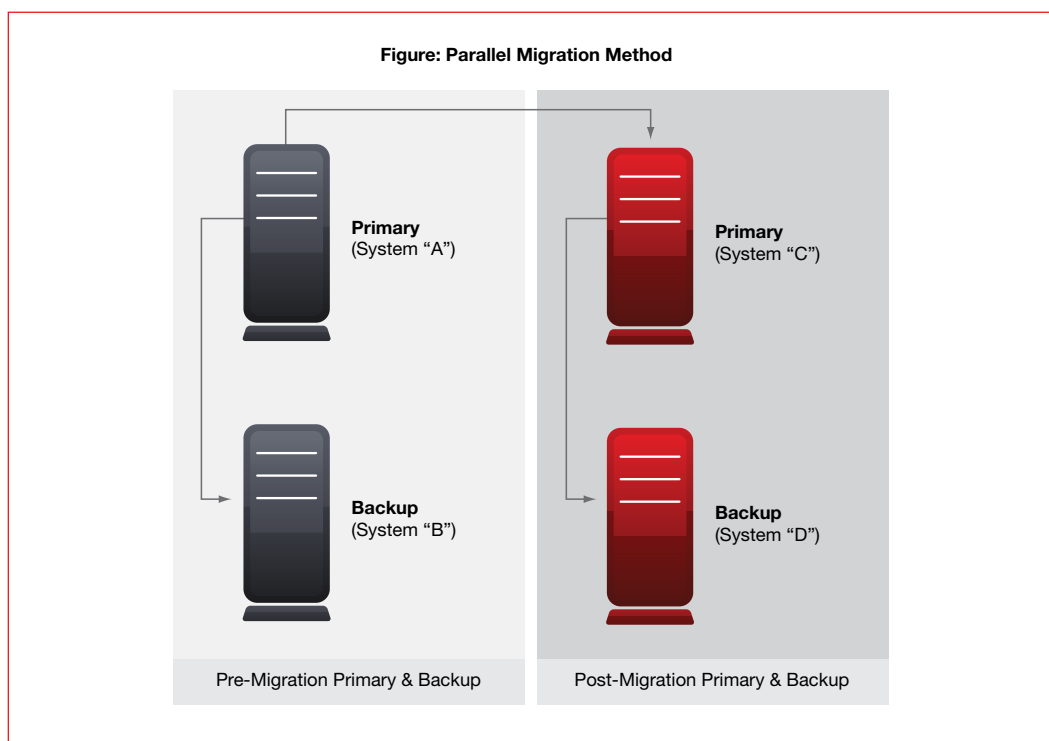 Figure: Parallel Migration Method
Primary
(System “A”)
Primary
(System “C”)
Backup
(System “B”)
Backup
(System “D”)
Pre-Migration Primary & Backup
Post-Migration Primary & Backup